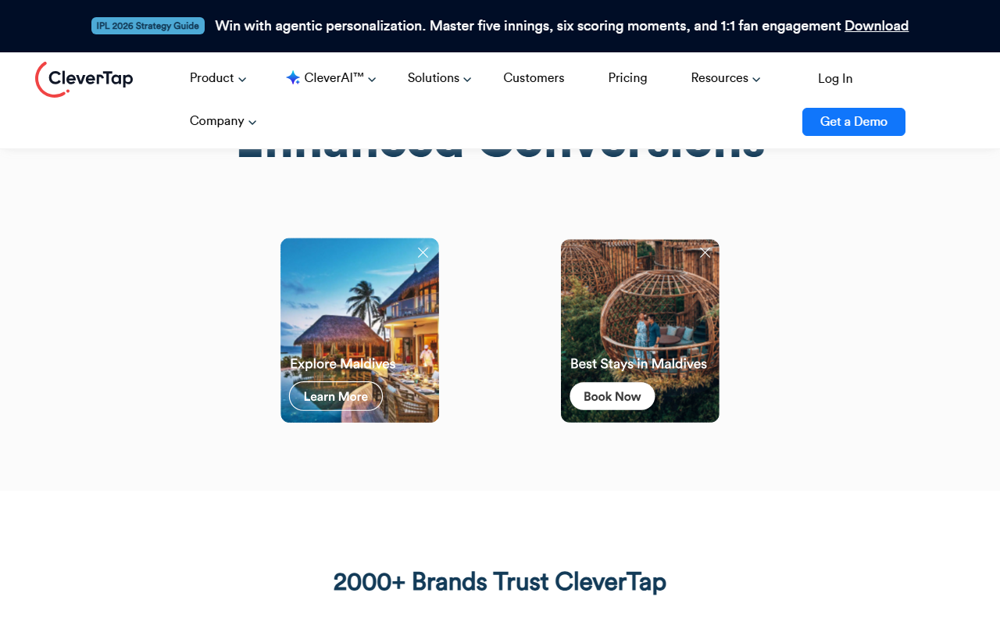 IPL 2026 Strategy Guide Win with agentic personalization. Master five innings, six scoring moments, and 1:1 fan engagement Download
CleverTap
Product CleverAI™ Solutions Customers Pricing Resources Log In
Company Get a Demo
Enhanced Conversions
Explore Maldives
Learn More
Best Stays in Maldives
Book Now
2000+ Brands Trust CleverTap